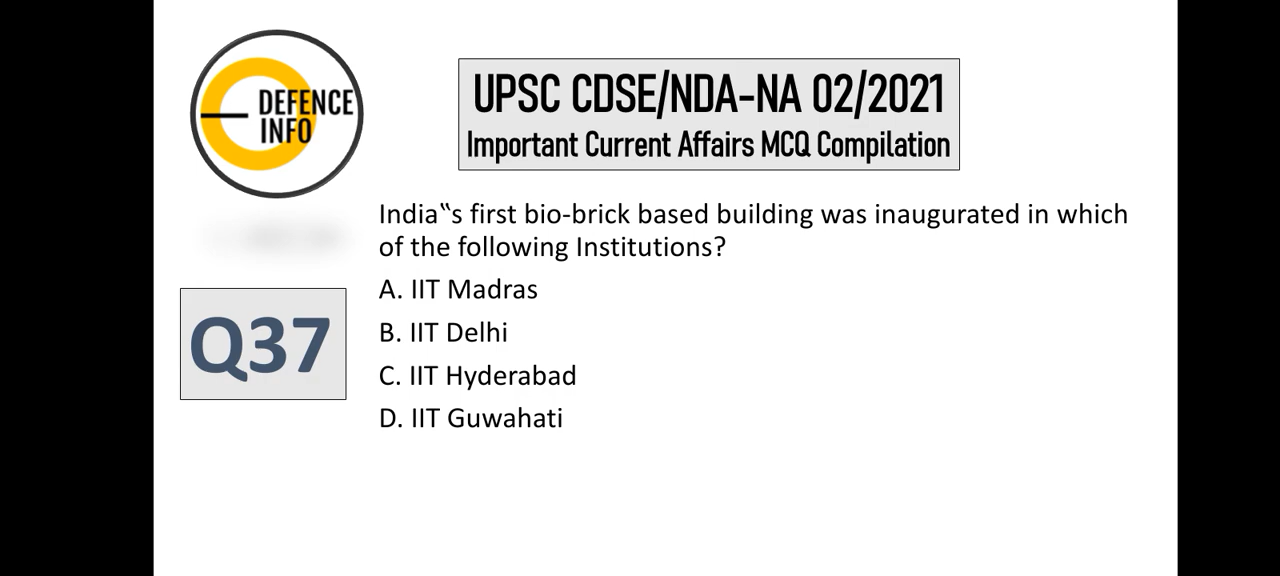 DEFENCE
INFO
UPSC CDSE/NDA-NA 02/2021
Important Current Affairs MCQ Compilation
India‟s first bio-brick based building was inaugurated in which
of the following Institutions?
Q37
A. IIT Madras
B. IIT Delhi
C. IIT Hyderabad
D. IIT Guwahati